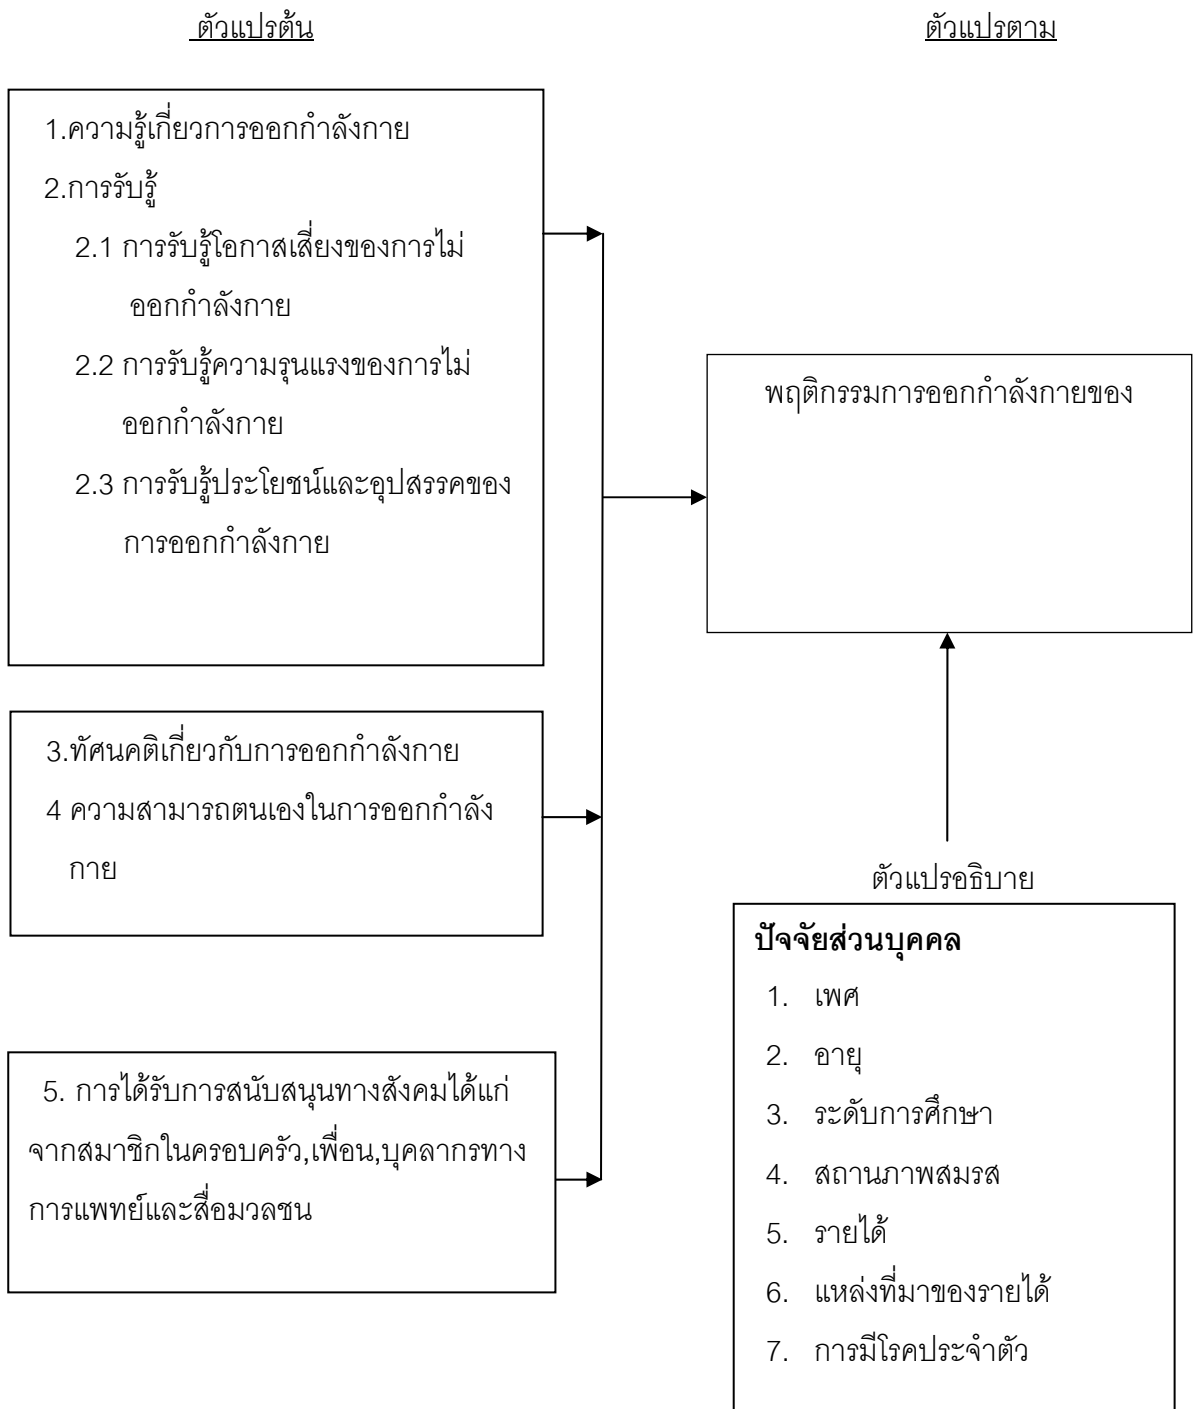 ตัวแปรต้น
ตัวแปรตาม
1.ความรู้เกี่ยวการออกกำลังกาย
2.การรับรู้
2.1 การรับรู้โอกาสเสี่ยงของการไม่
ออกกำลังกาย
2.2 การรับรู้ความรุนแรงของการไม่
ออกกำลังกาย
2.3 การรับรู้ประโยชน์และอุปสรรคของ
การออกกำลังกาย
พฤติกรรมการออกกำลังกายของ
3.ทัศนคติเกี่ยวกับการออกกำลังกาย
4 ความสามารถตนเองในการออกกำลัง
กาย
5. การได้รับการสนับสนุนทางสังคมได้แก่
จากสมาชิกในครอบครัว,เพื่อน,บุคลากรทาง
การแพทย์และสื่อมวลชน
ตัวแปรอธิบาย
ปัจจัยส่วนบุคคล
1. เพศ
2. อายุ
3. ระดับการศึกษา
4. สถานภาพสมรส
5. รายได้
6. แหล่งที่มาของรายได้
7. การมีโรคประจำตัว